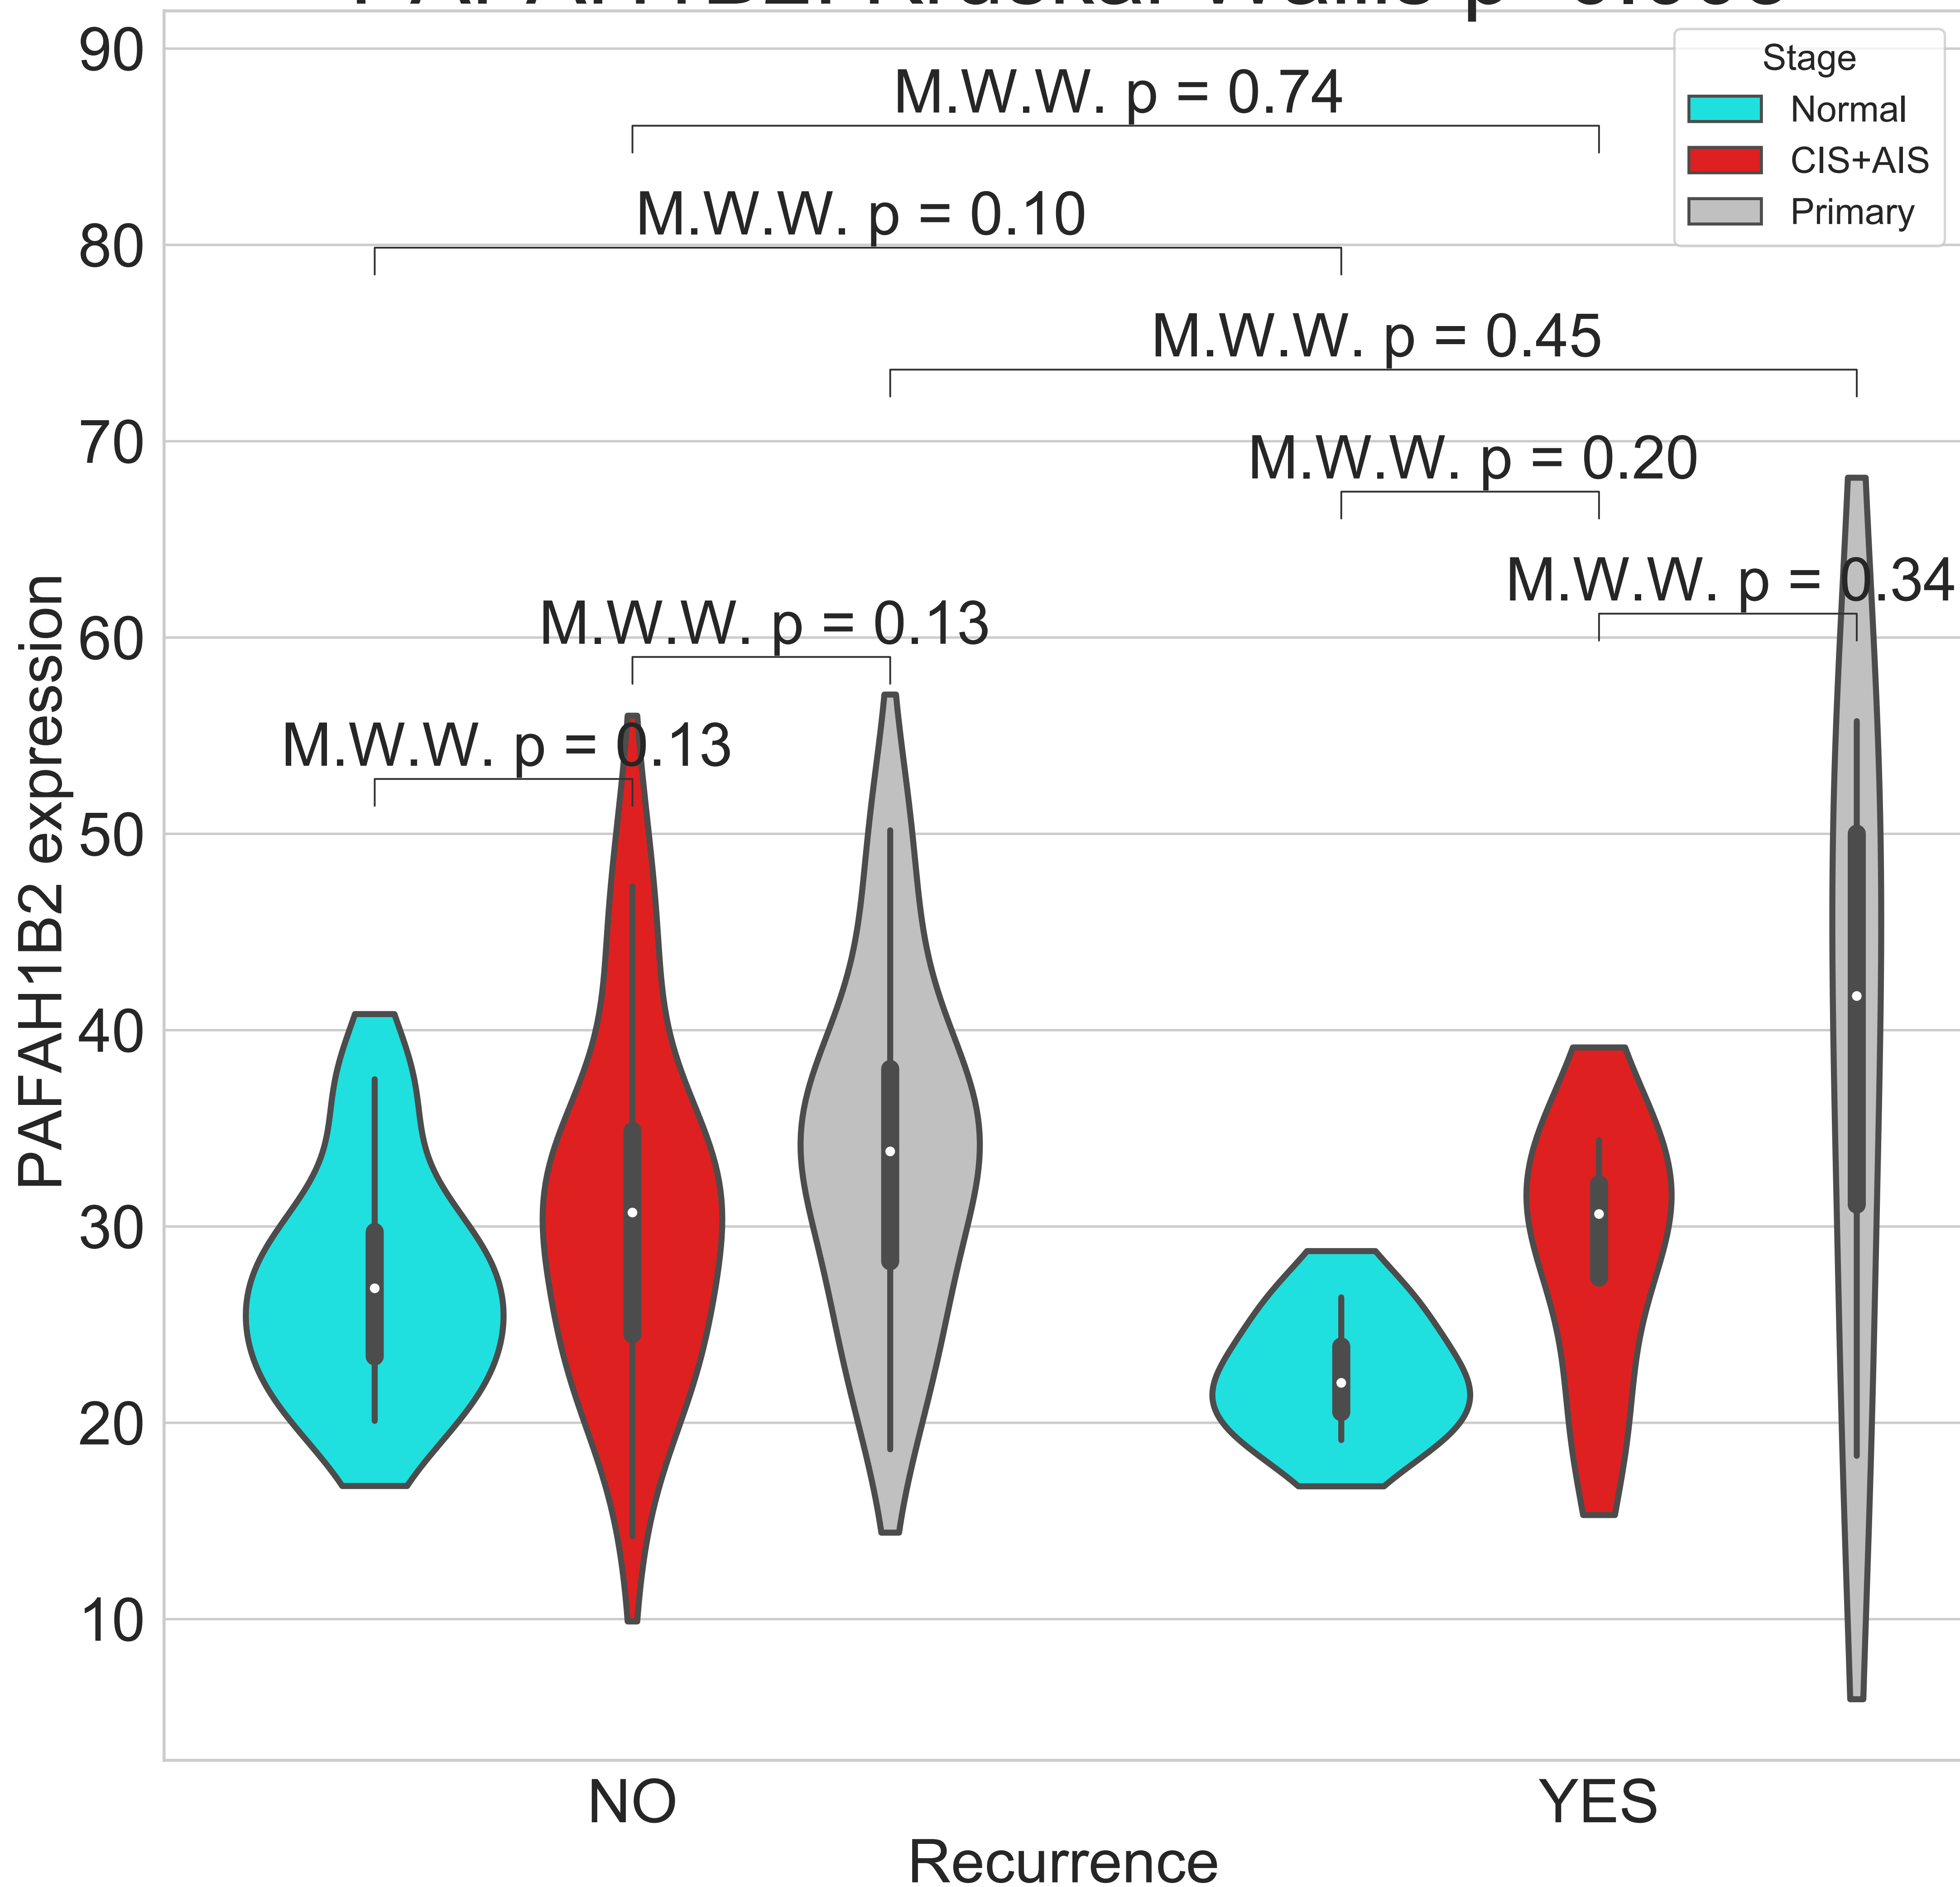 90
M.W.W. p = 0.74
Stage
Normal
CIS+AIS
Primary
M.W.W. p = 0.10
80
M.W.W. p = 0.45
70
M.W.W. p = 0.20
M.W.W. p = 0.34
60
M.W.W. p = 0.13
M.W.W. p = 0.13
50
PAFAH1B2 expression
40
30
20
10
NO
YES
Recurrence